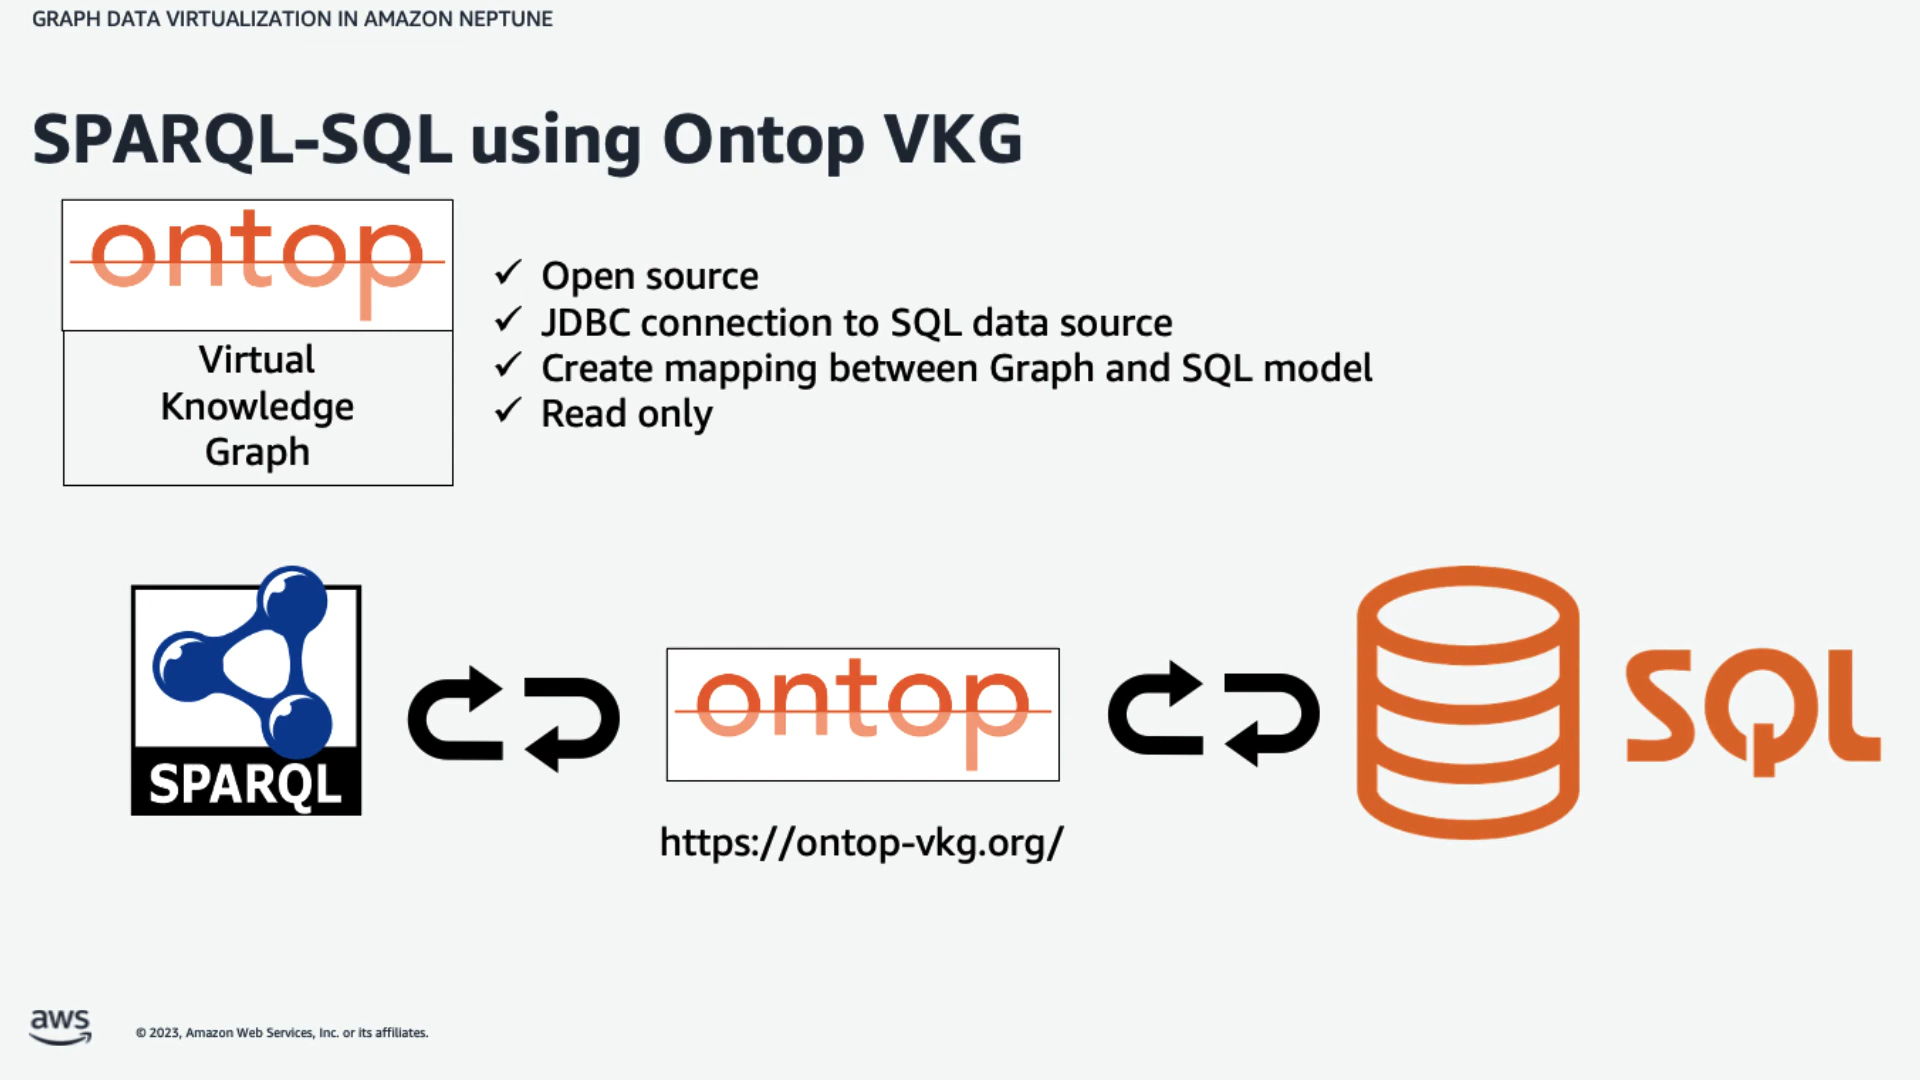 GRAPH DATA VIRTUALIZATION IN AMAZON NEPTUNE
SPARQL-SQL using Ontop VKG
ontop
Virtual
Knowledge
Graph
✓ Open source
✓ JDBC connection to SQL data source
✓ Create mapping between Graph and SQL model
✓ Read only
SPARQL
ontop
https://ontop-vkg.org/
SQL
aws
© 2023, Amazon Web Services, Inc. or its affiliates.